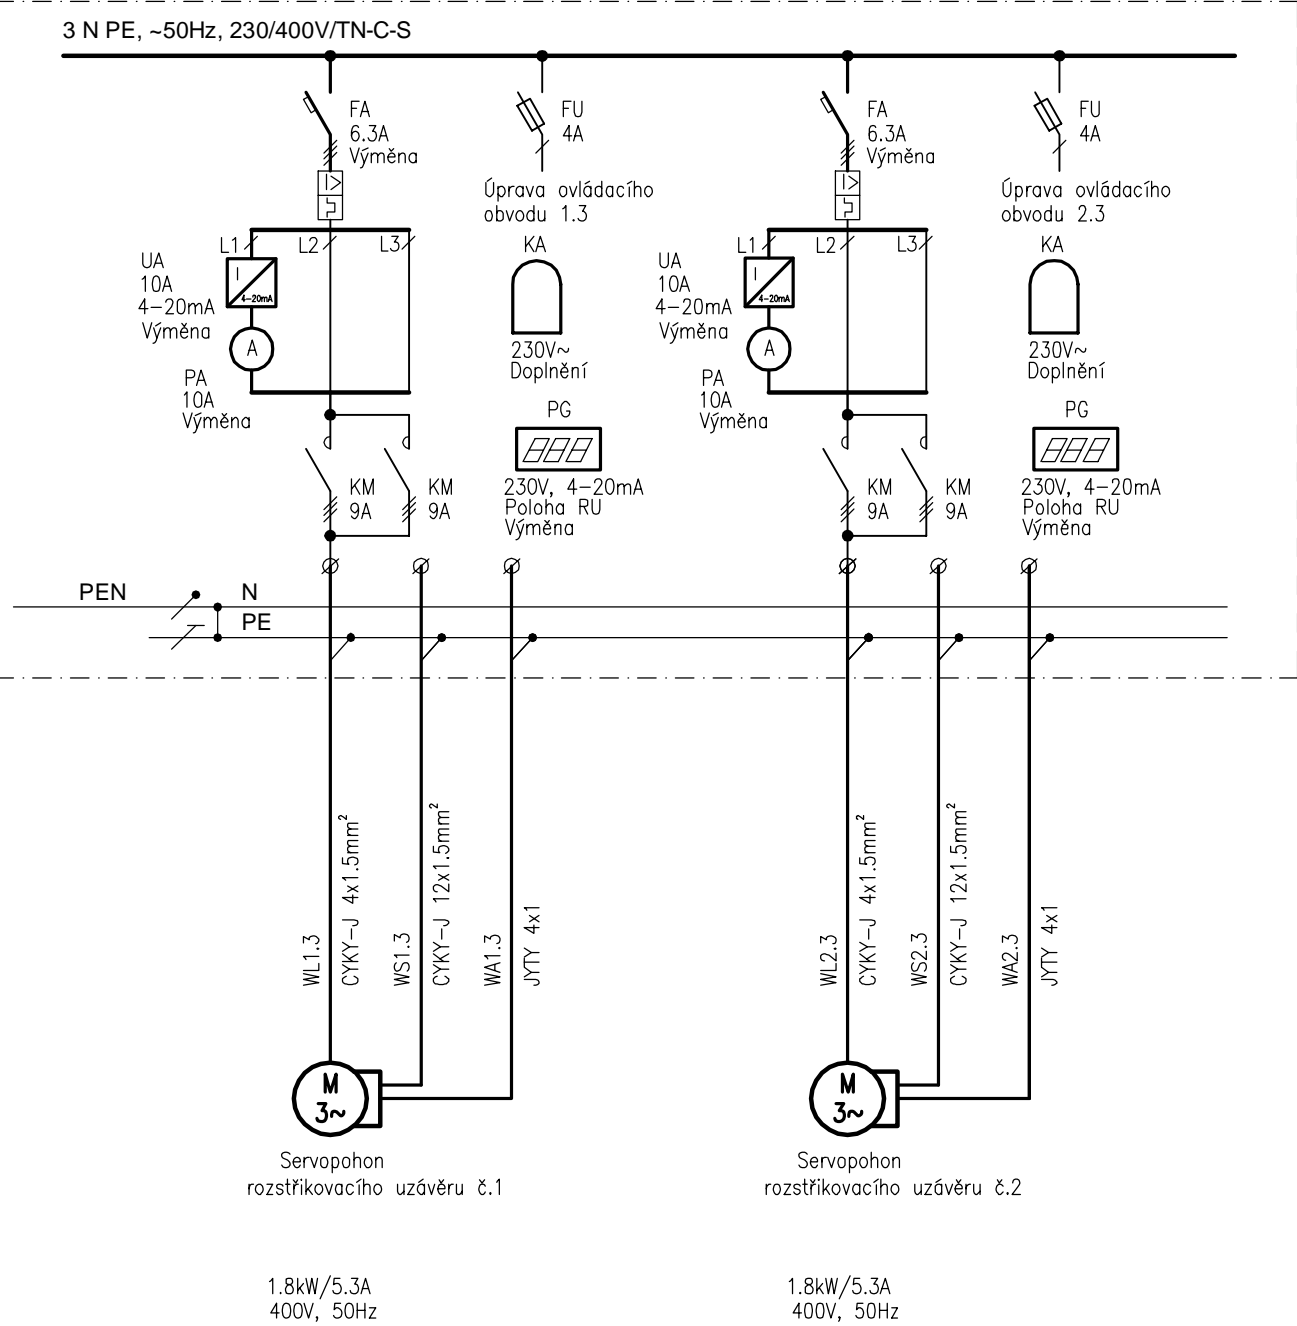 3 N PE, ~50Hz, 230/400V/TN-C-S
FA
6.3A
Výměna
I>
FU
4A
Úprava ovládacího
obvodu 1.3
L1
L2
L3
UA
10A
4-20mA
Výměna
I
4-20mA
A
PA
10A
Výměna
KA
230V~
Doplnění
PG
230V, 4-20mA
Poloha RU
Výměna
KM
9A
KM
9A
FA
6.3A
Výměna
I>
FU
4A
Úprava ovládacího
obvodu 2.3
L1
L2
L3
UA
10A
4-20mA
Výměna
I
4-20mA
A
PA
10A
Výměna
KA
230V~
Doplnění
PG
230V, 4-20mA
Poloha RU
Výměna
KM
9A
KM
9A
PEN
N
PE
WL1.3
CYKY-J 4x1.5mm²
WS1.3
CYKY-J 12x1.5mm²
WA1.3
JYTY 4x1
WL2.3
CYKY-J 4x1.5mm²
WS2.3
CYKY-J 12x1.5mm²
WA2.3
JYTY 4x1
M
3~
Servopohon
rozstřikovacího uzávěru č.1
1.8kW/5.3A
400V, 50Hz
M
3~
Servopohon
rozstřikovacího uzávěru č.2
1.8kW/5.3A
400V, 50Hz